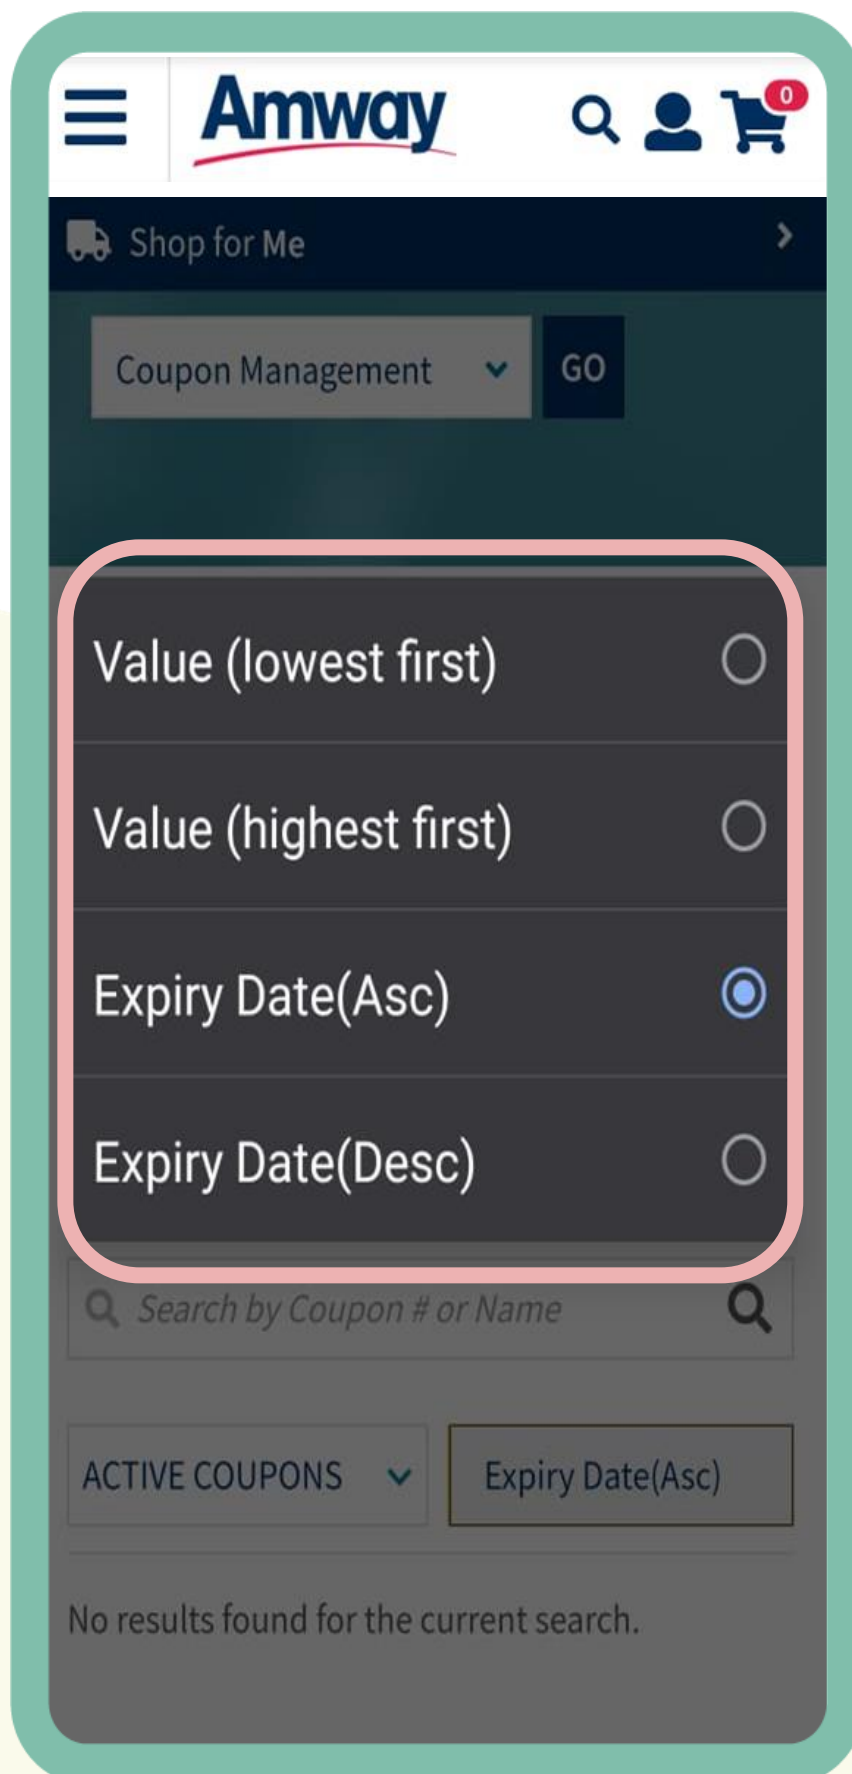 Amway
0
Shop for Me
Coupon Management
GO
Value (lowest first)
Value (highest first)
Expiry Date(Asc)
Expiry Date(Desc)
Search by Coupon # or Name
ACTIVE COUPONS
Expiry Date(Asc)
No results found for the current search.